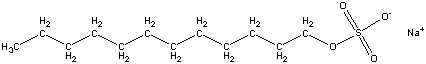 O
H₂ H₂ H₂ H₂ H₂ H₂ O⁻
C C C C C C S Na⁺
H₃C C C C C C O
H₂ H₂ H₂ H₂ H₂ O